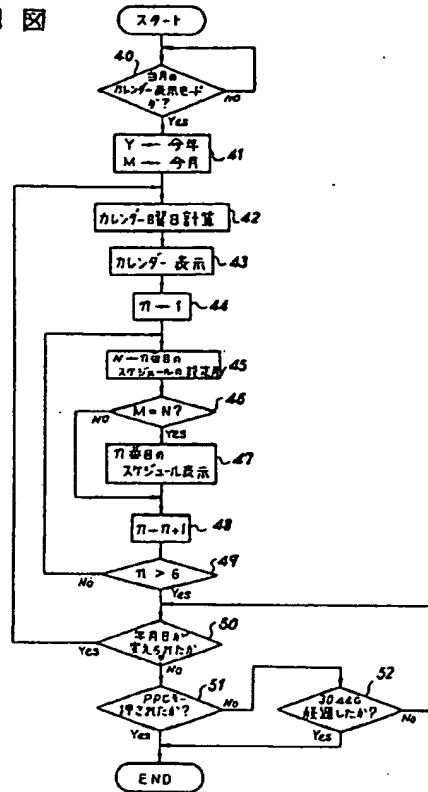 図
スタート
40
当月の
カレンダー表示モード
か?
NO
Yes
Y ← 今年
M ← 今月
41
カレンダー曜日計算
42
カレンダー 表示
43
n ← 1
44
N ← n番目の
スケジュールの設定月
45
M = N?
46
NO
Yes
n番目の
スケジュール表示
47
n ← n+1
48
n > 6
49
No
Yes
年月日が
変えられたか
50
Yes
No
PPCキー
押されたか?
51
No
Yes
30sec
経過したか?
52
No
Yes
END